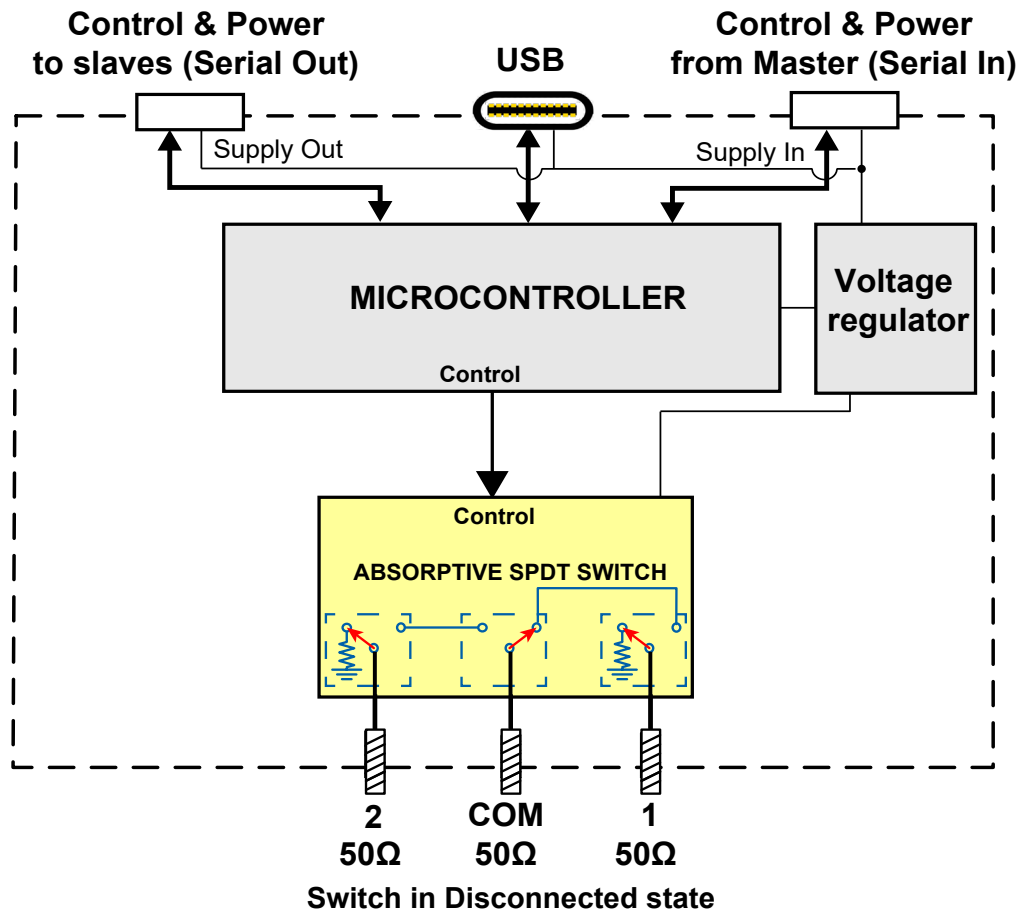 Control & Power
to slaves (Serial Out)
USB
Control & Power
from Master (Serial In)
Supply Out
Supply In
MICROCONTROLLER
Control
Voltage
regulator
Control
ABSORPTIVE SPDT SWITCH
2
50Ω
COM
50Ω
1
50Ω
Switch in Disconnected state